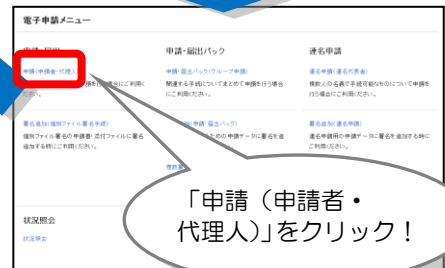 電子申請メニュー
申請・届出パック
連名申請
申請(申請者・代理人)
申請・届出パック(グループ申請)
関連する手続についてまとめて申請を行う場合
にご利用ください。
連名申請(連名代表者)
複数人の名義で手続可能なものについて申請を
行う場合にご利用ください。
署名追加(個別ファイル署名手続)
個別ファイル署名の申請書・添付ファイルに署名を
追加する時にご利用ください。
署名追加(連名申請)
連名申請用の申請データに署名を追加する時に
ご利用ください。
状況照会
状況照会
「申請（申請者・
代理人）」をクリック！